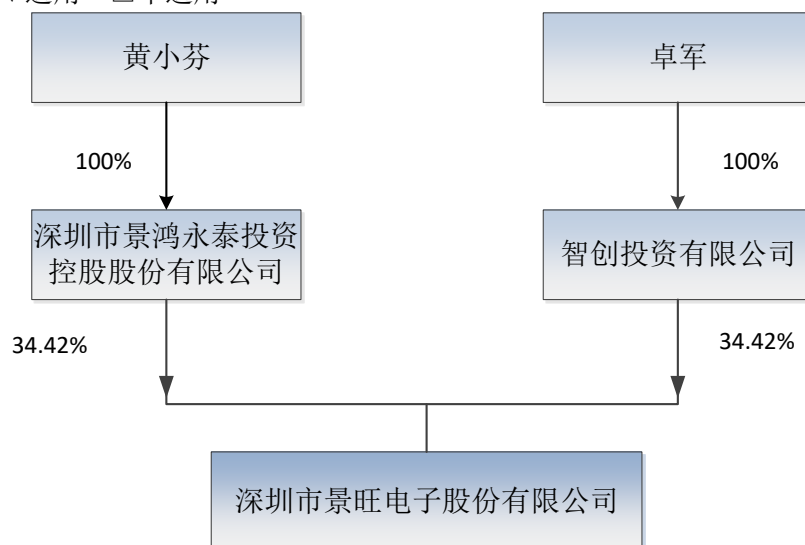 黄小芬
卓军
100%
100%
深圳市景鸿永泰投资
控股股份有限公司
智创投资有限公司
34.42%
34.42%
深圳市景旺电子股份有限公司